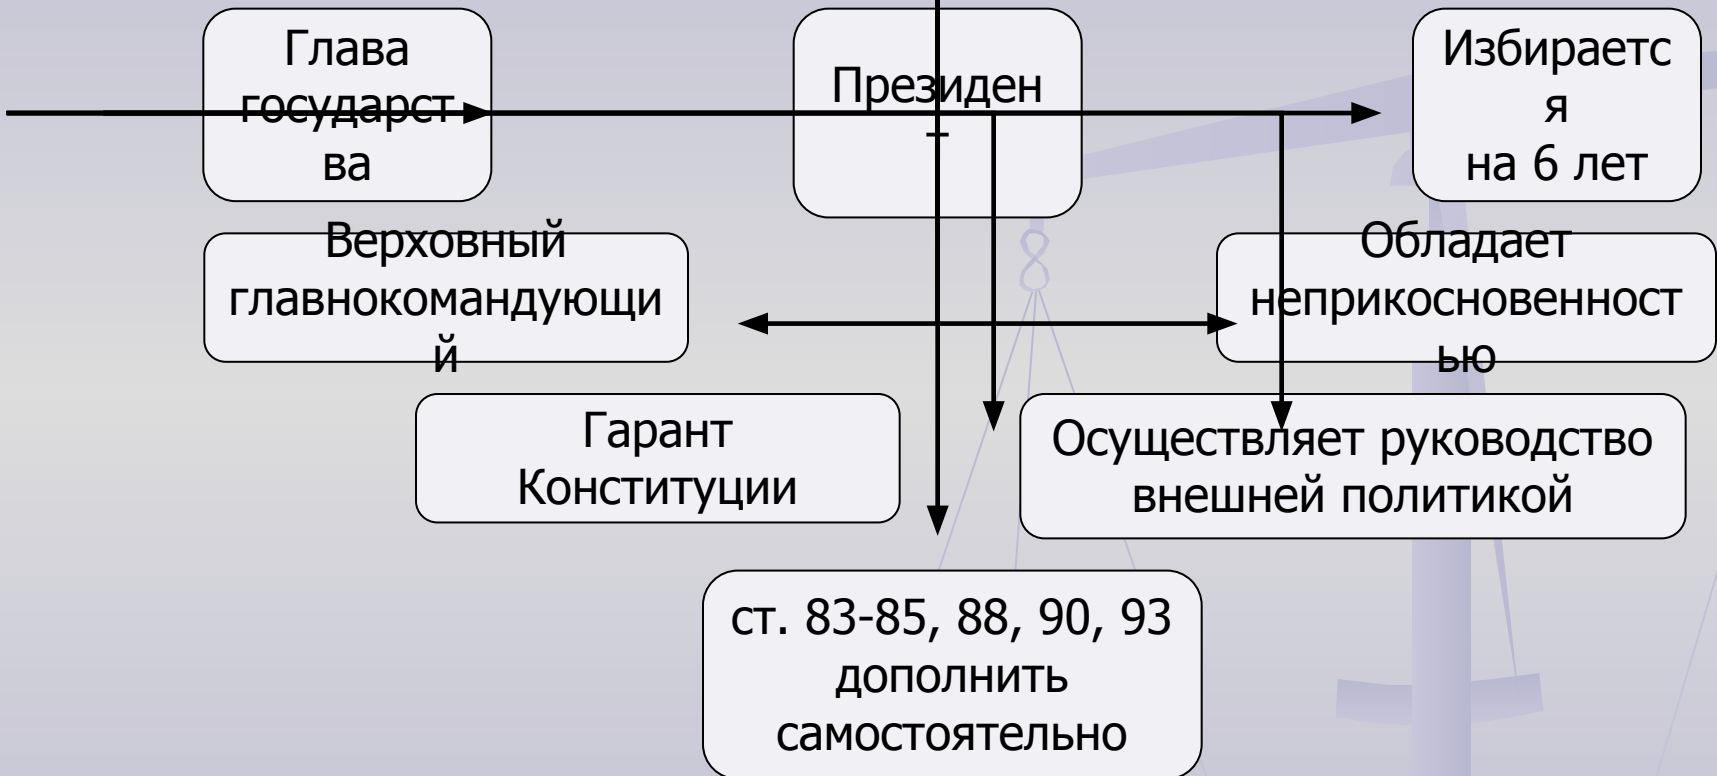 Глава
государст
ва
Президен
т
Избираетс
я
на 6 лет
Верховный
главнокомандующи
й
Обладает
неприкосновенност
ью
Гарант
Конституции
Осуществляет руководство
внешней политикой
ст. 83-85, 88, 90, 93
дополнить
самостоятельно